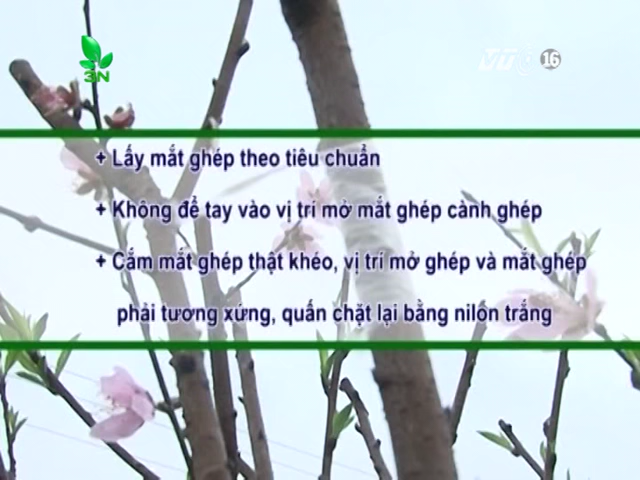 3N
VTC 16
+ Lấy mắt ghép theo tiêu chuẩn
+ Không để tay vào vị trí mở mắt ghép cành ghép
+ Cắm mắt ghép thật khéo, vị trí mở ghép và mắt ghép
phải tương xứng, quấn chặt lại bằng nilon trắng